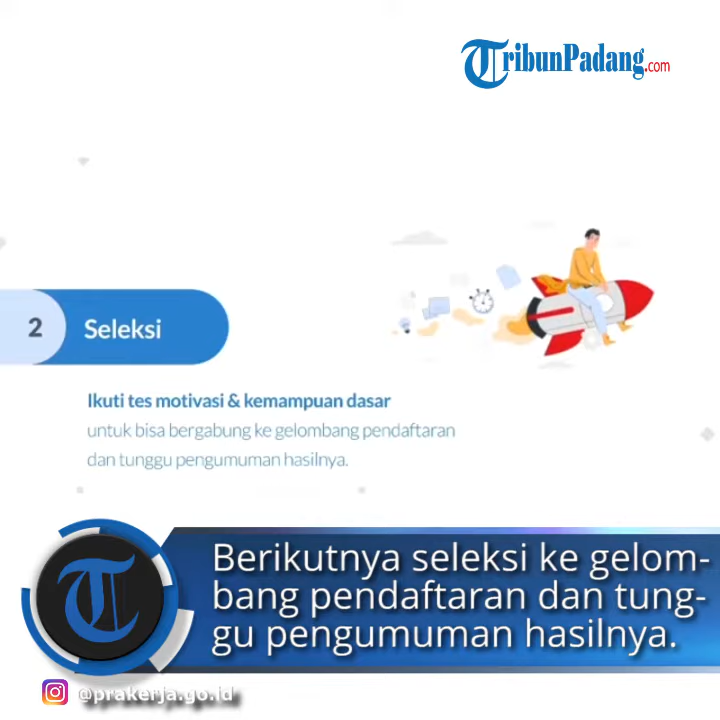 TribunPadang.com
2 Seleksi
Ikuti tes motivasi & kemampuan dasar
untuk bisa bergabung ke gelombang pendaftaran
dan tunggu pengumuman hasilnya.
Berikutnya seleksi ke gelom-
bang pendaftaran dan tung-
gu pengumuman hasilnya.
T
@prakerja.go.id